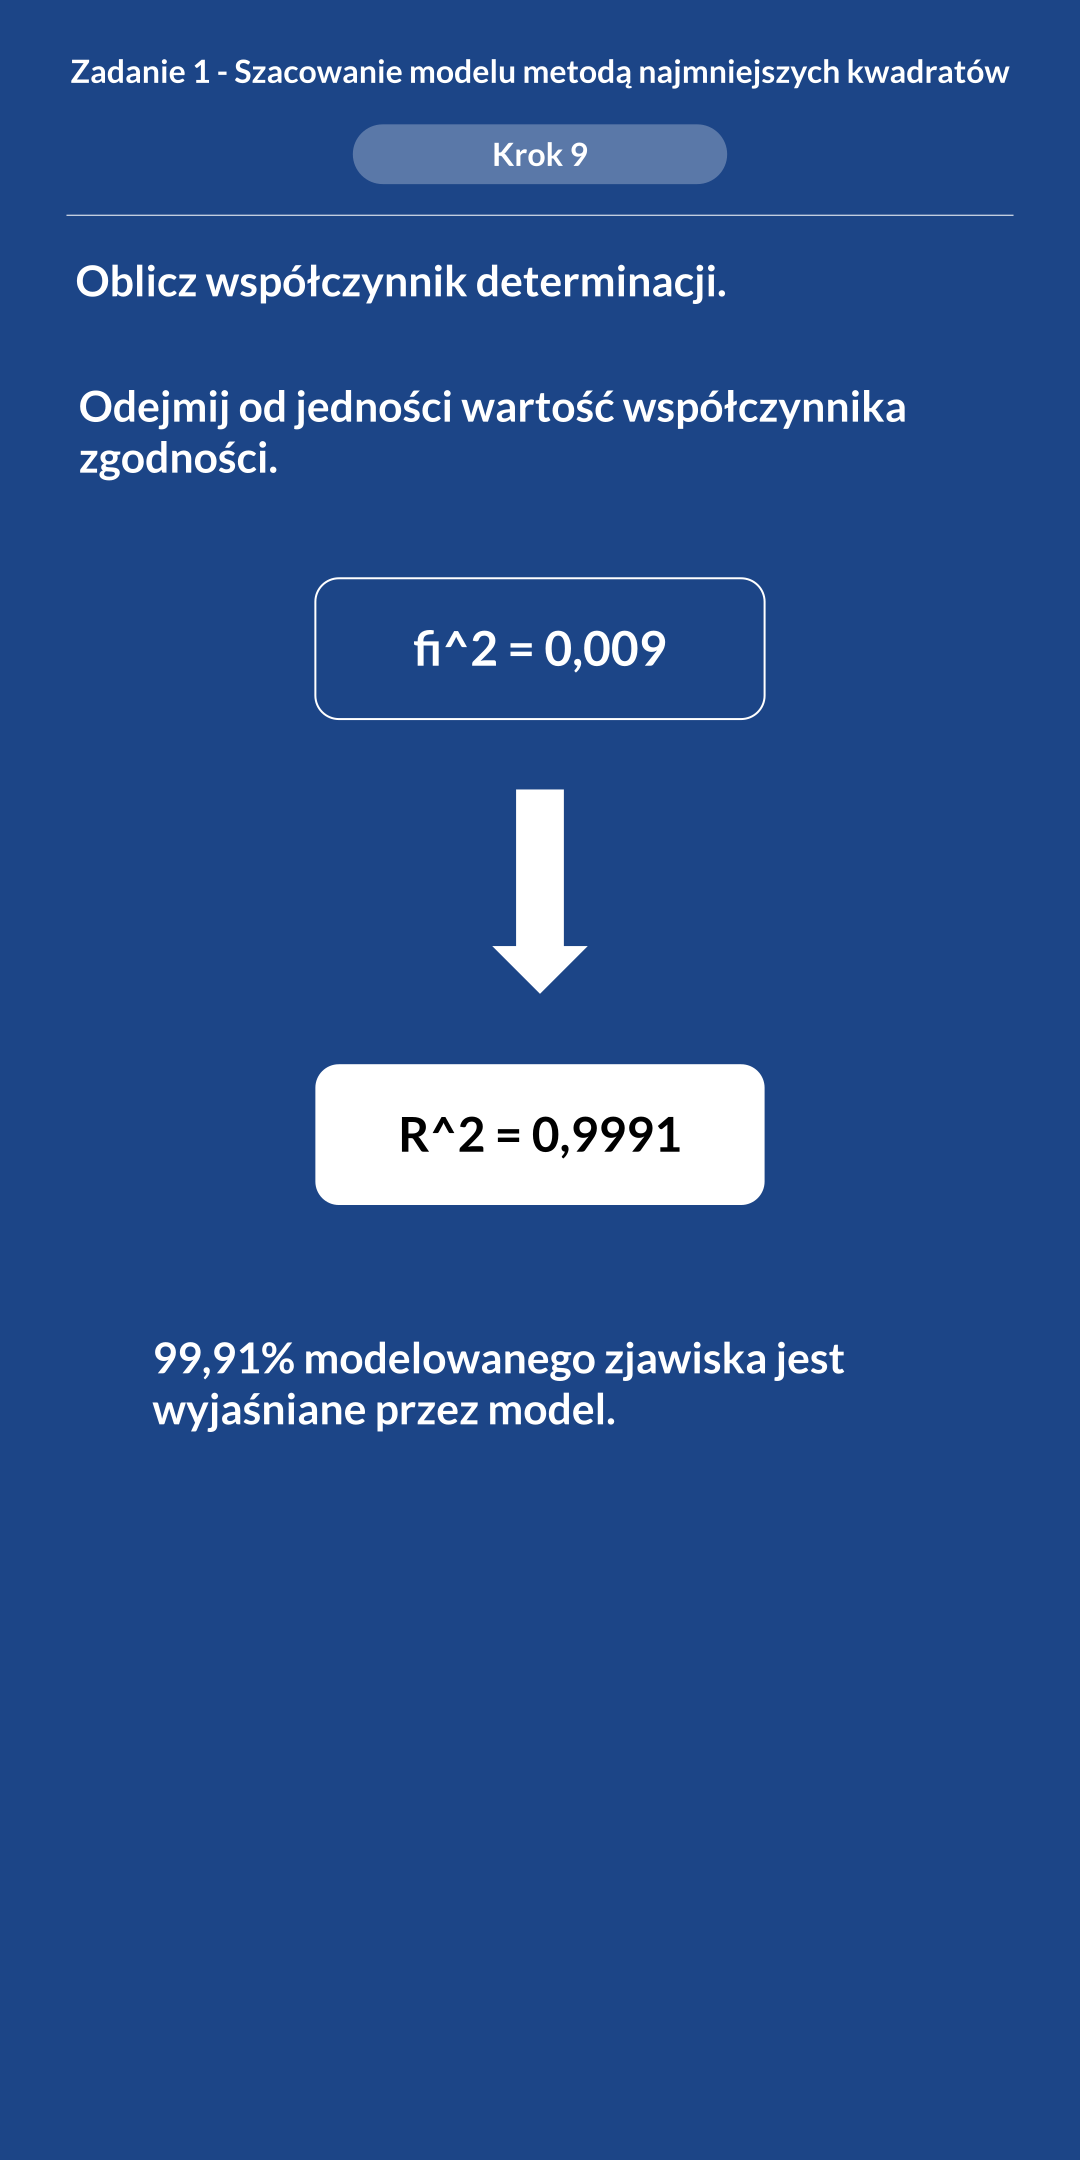 Zadanie 1 - Szacowanie modelu metodą najmniejszych kwadratów
Krok 9
Oblicz współczynnik determinacji.
Odejmij od jedności wartość współczynnika
zgodności.
fi^2 = 0,009
R^2 = 0,9991
99,91% modelowanego zjawiska jest
wyjaśniane przez model.